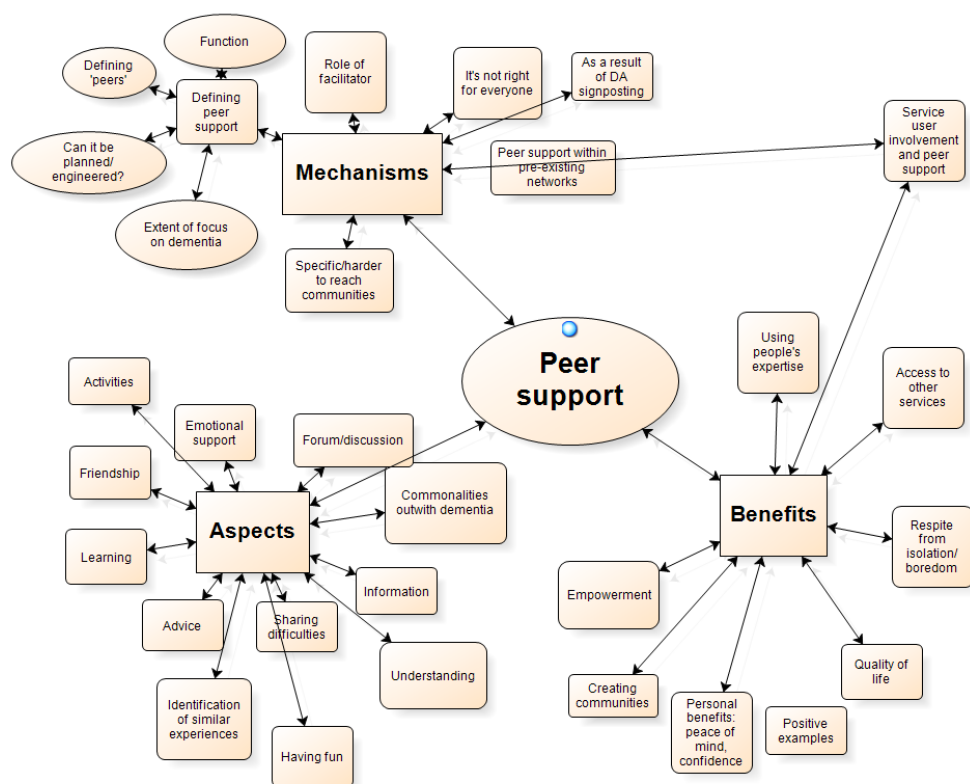 Function
Defining
'peers'
Defining
peer
support
Can it be
planned/
engineered?
Extent of focus
on dementia
Role of
facilitator
It's not right
for everyone
As a result
of DA
signposting
Service user
involvement
and peer
support
Mechanisms
Peer support within
pre-existing
networks
Specific/harder
to reach
communities
Peer
support
Using
people's
expertise
Access to
other
services
Activities
Emotional
support
Forum/discussion
Friendship
Commonalities
outwith dementia
Aspects
Benefits
Learning
Respite
from
isolation/
boredom
Information
Empowerment
Advice
Sharing
difficulties
Understanding
Quality of
life
Identification
of similar
experiences
Having fun
Creating
communities
Personal
benefits:
peace of
mind,
confidence
Positive
examples